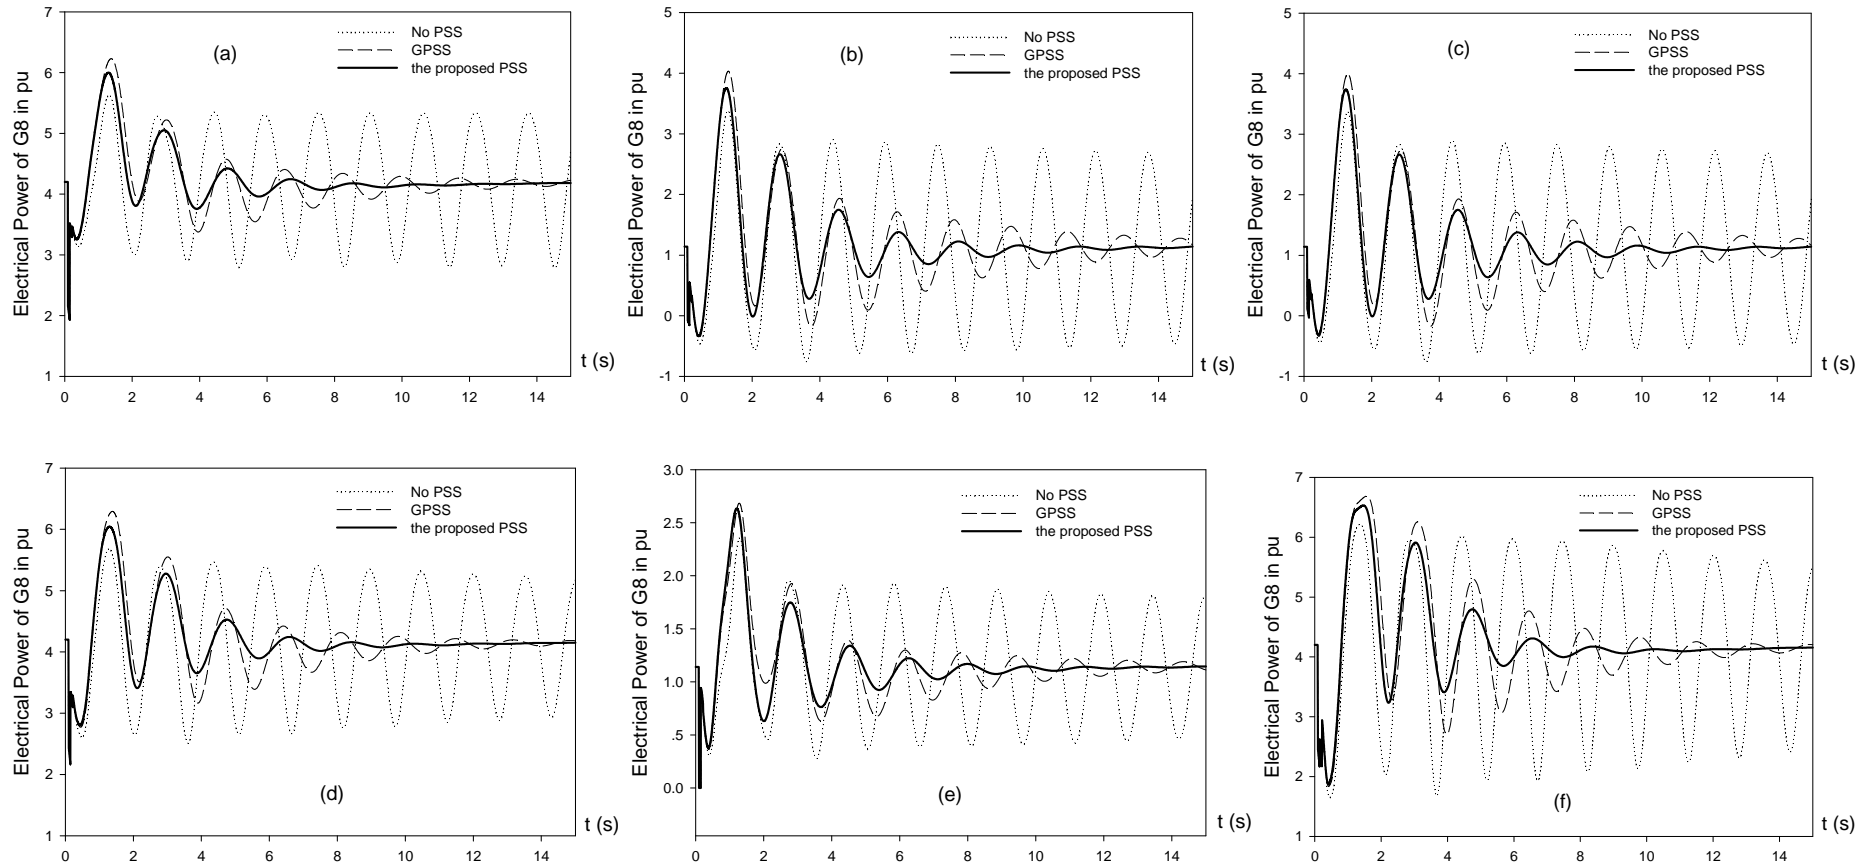 7
6
5
4
3
2
1
Electrical Power of G8 in pu
(a)
No PSS
GPSS
the proposed PSS
0 2 4 6 8 10 12 14
t (s)
5
4
3
2
1
0
-1
Electrical Power of G8 in pu
(b)
No PSS
GPSS
the proposed PSS
0 2 4 6 8 10 12 14
t (s)
5
4
3
2
1
0
-1
Electrical Power of G8 in pu
(c)
No PSS
GPSS
the proposed PSS
0 2 4 6 8 10 12 14
t (s)
7
6
5
4
3
2
1
Electrical Power of G8 in pu
No PSS
GPSS
the proposed PSS
(d)
0 2 4 6 8 10 12 14
t (s)
3.0
2.5
2.0
1.5
1.0
.5
0.0
Electrical Power of G8 in pu
No PSS
GPSS
the proposed PSS
(e)
0 2 4 6 8 10 12 14
t (s)
7
6
5
4
3
2
1
Electrical Power of G8 in pu
No PSS
GPSS
the proposed PSS
(f)
0 2 4 6 8 10 12 14
t (s)